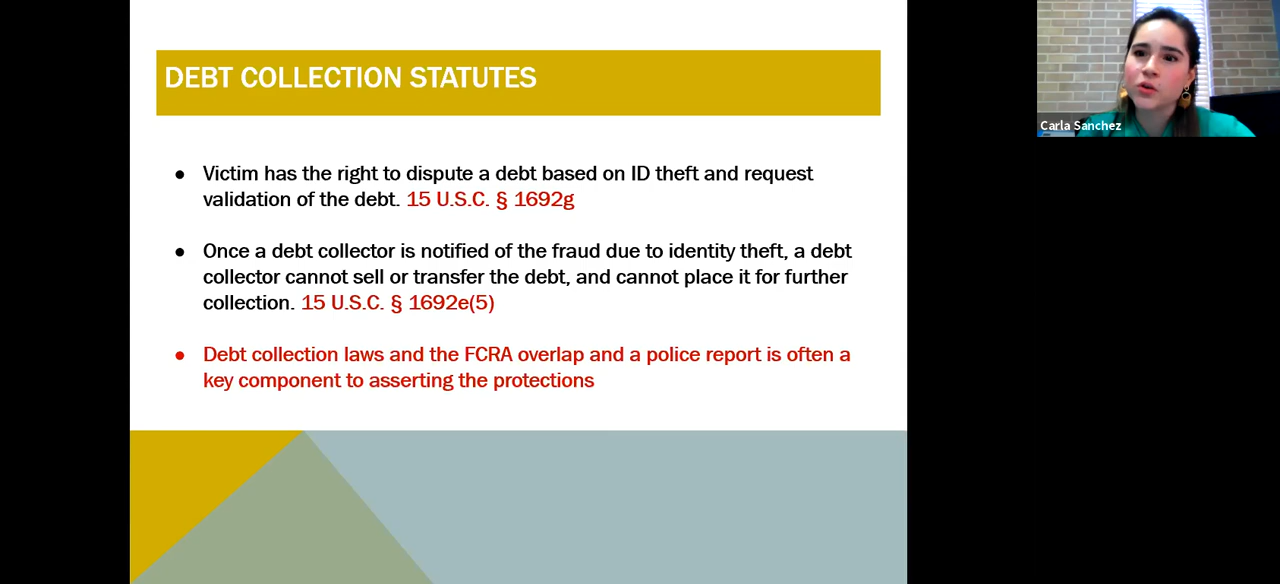 DEBT COLLECTION STATUTES
● Victim has the right to dispute a debt based on ID theft and request
validation of the debt. 15 U.S.C. § 1692g
● Once a debt collector is notified of the fraud due to identity theft, a debt
collector cannot sell or transfer the debt, and cannot place it for further
collection. 15 U.S.C. § 1692e(5)
● Debt collection laws and the FCRA overlap and a police report is often a
key component to asserting the protections
Carla Sanchez